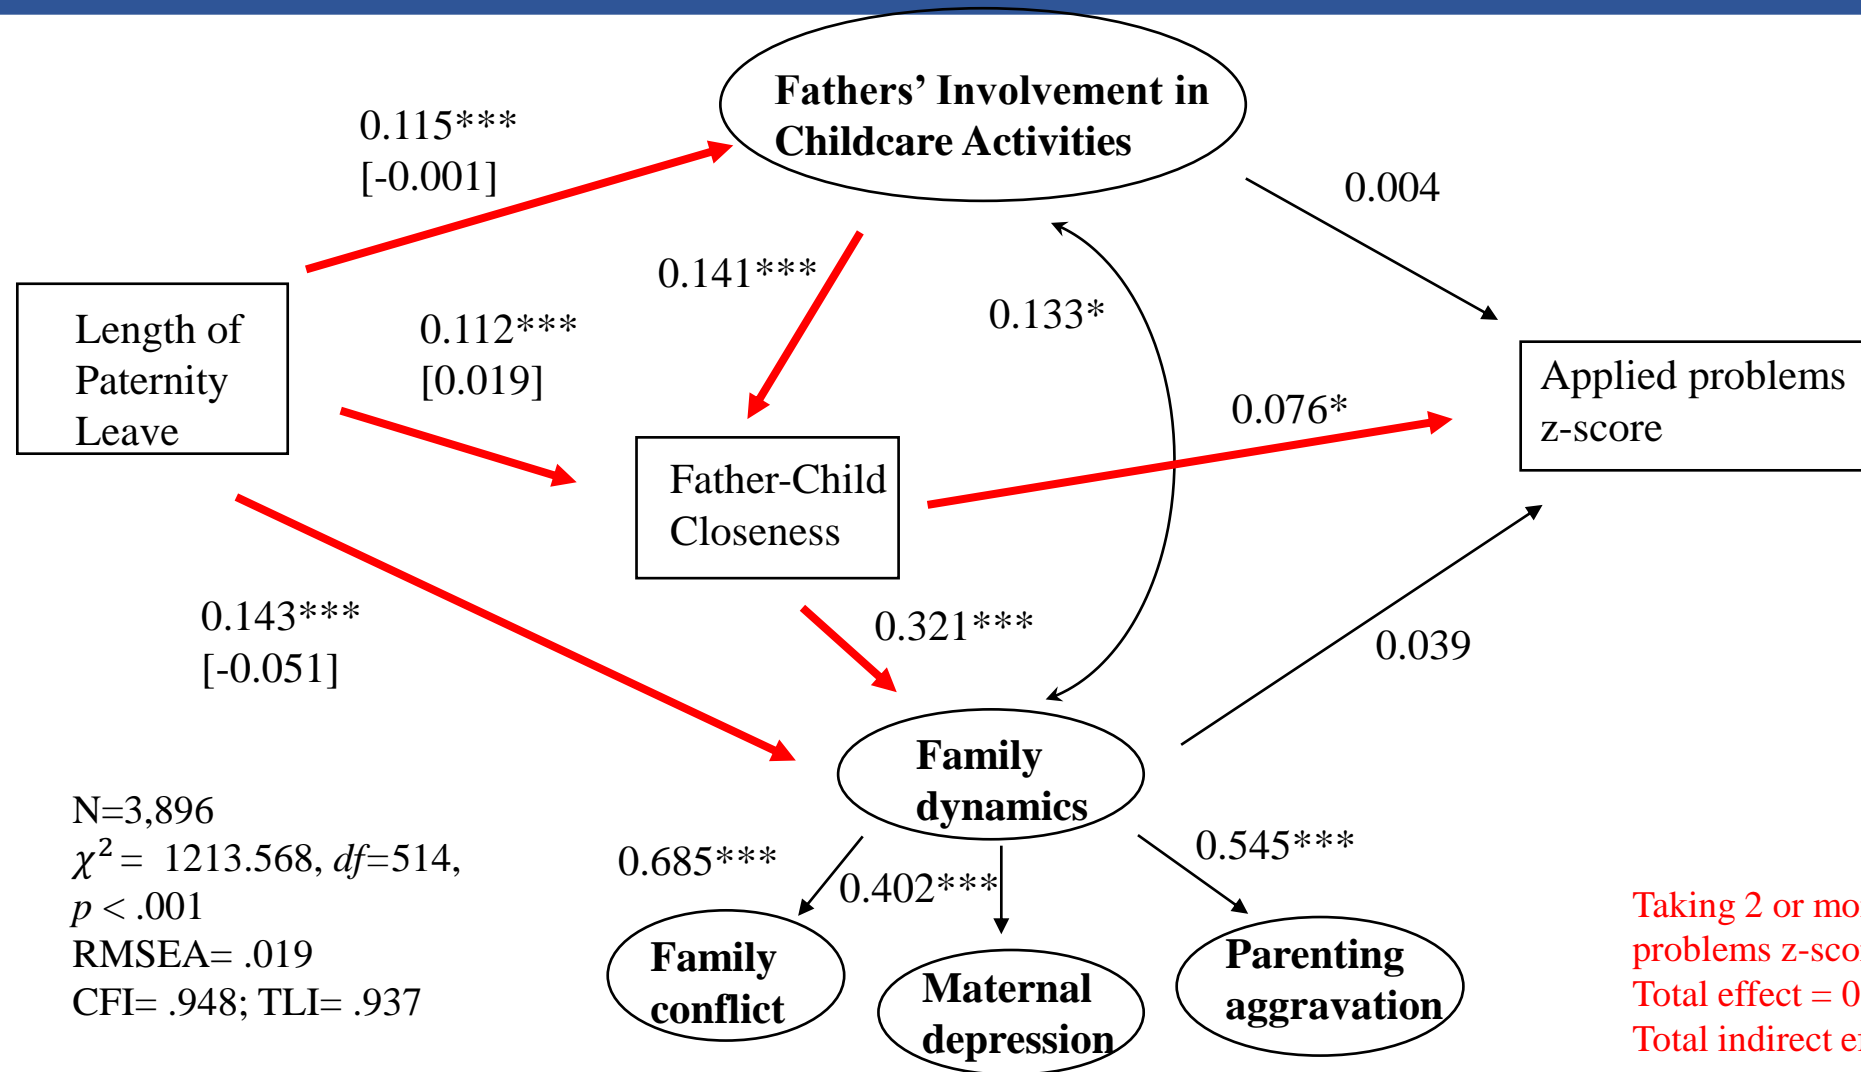 Fathers’ Involvement in
Childcare Activities
0.115***
[-0.001]
0.004
0.141***
0.133*
Length of
Paternity
Leave
0.112***
[0.019]
Applied problems
z-score
0.076*
Father-Child
Closeness
0.143***
[-0.051]
0.321***
0.039
Family
dynamics
N=3,896
χ² = 1213.568, df=514,
p < .001
RMSEA= .019
CFI= .948; TLI= .937
0.685***
0.402***
0.545***
Family
conflict
Maternal
depression
Parenting
aggravation
Taking 2 or
problems
Total effect = 0
Total indirect